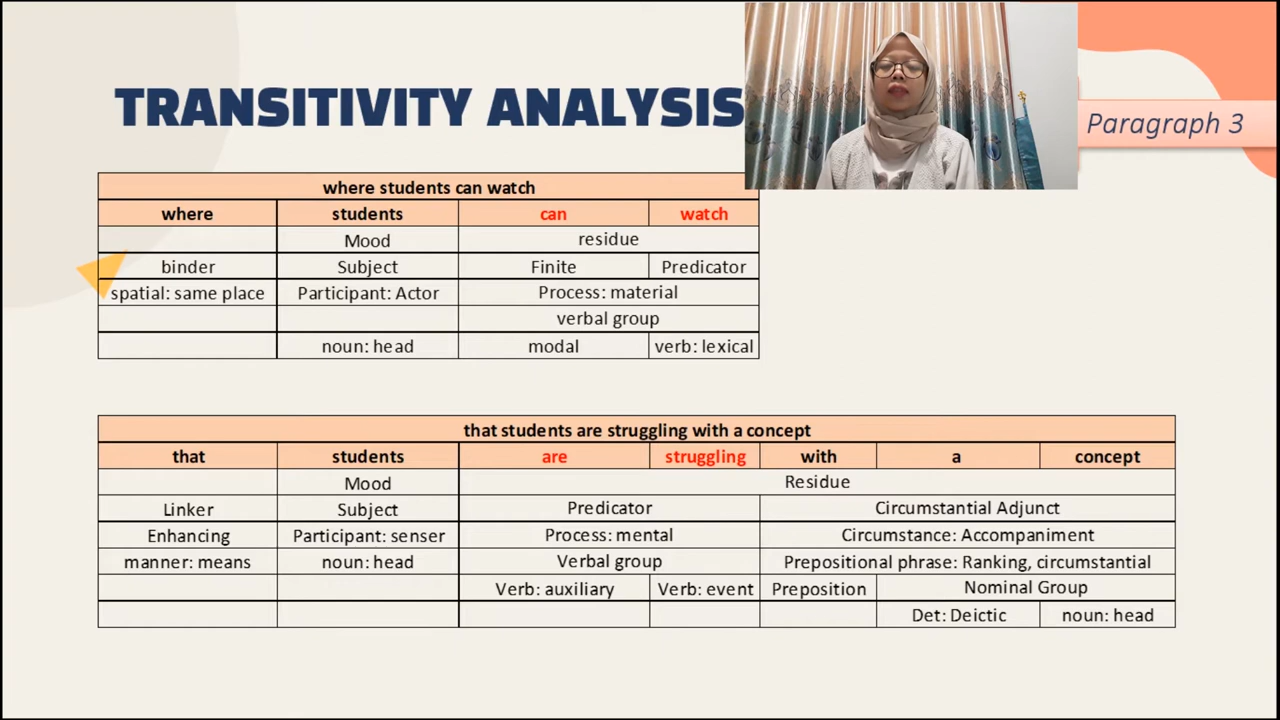 TRANSITIVITY ANALYSIS
Paragraph 3
where students can watch
where students can watch
Mood residue
binder Subject Finite Predicator
spatial: same place Participant: Actor Process: material
verbal group
noun: head modal verb: lexical
that students are struggling with a concept
that students are struggling with a concept
Mood Residue
Linker Subject Predicator Circumstantial Adjunct
Enhancing Participant: senser Process: mental Circumstance: Accompaniment
manner: means noun: head Verbal group Prepositional phrase: Ranking, circumstantial
Verb: auxiliary Verb: event Preposition Nominal Group
Det: Deictic noun: head